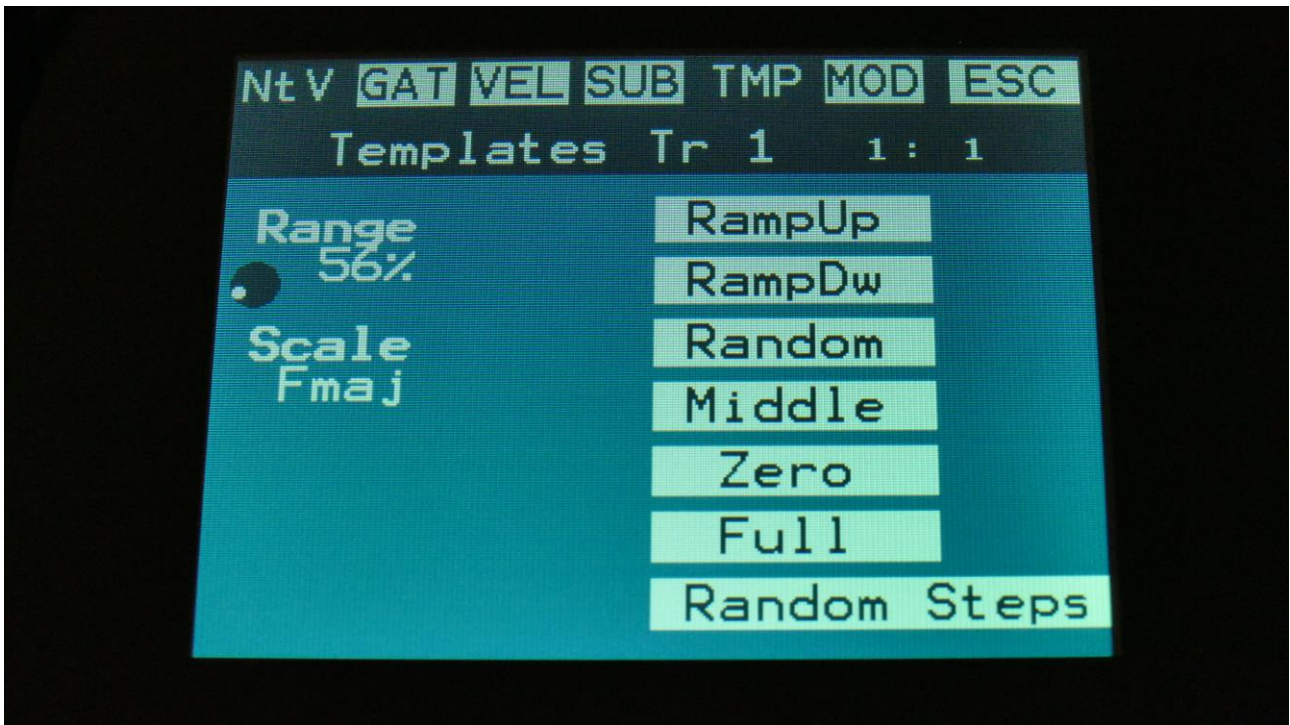 NtV GAT VEL SUB TMP MOD ESC
Templates Tr 1 1: 1
Range
56%
Scale
Fmaj
RampUp
RampDw
Random
Middle
Zero
Full
Random Steps